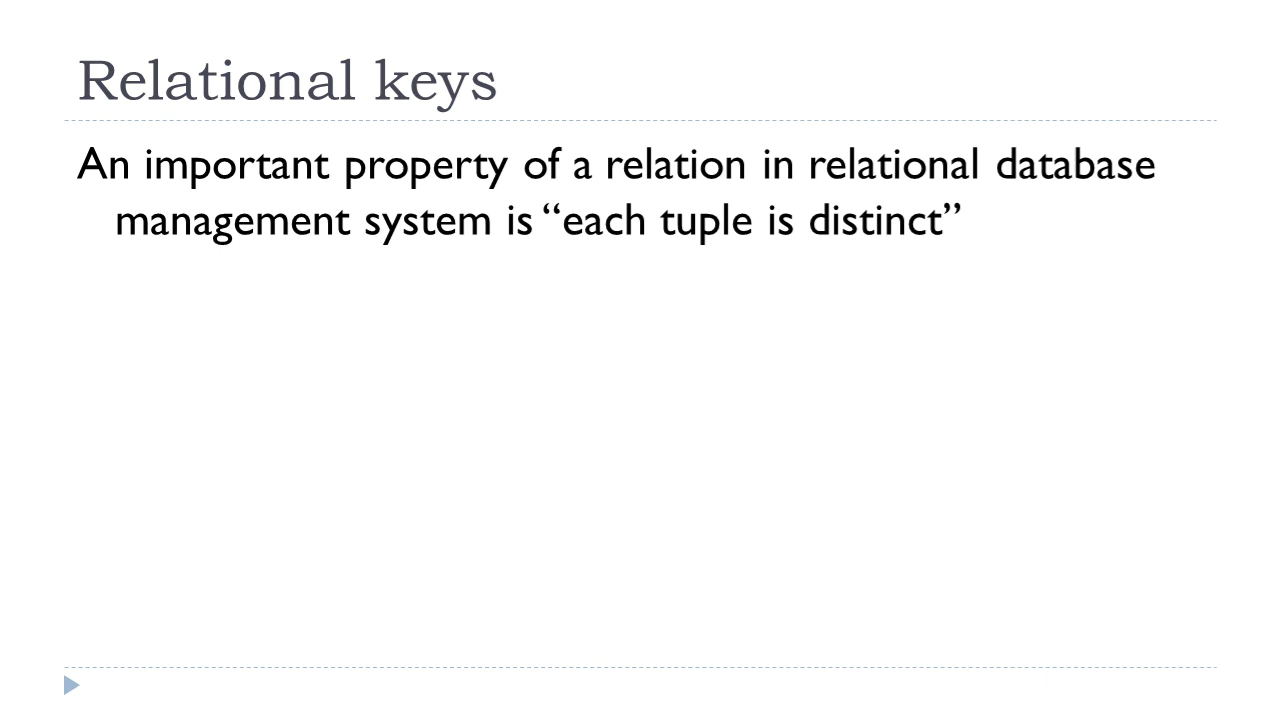 Relational keys
An important property of a relation in relational database
management system is “each tuple is distinct”